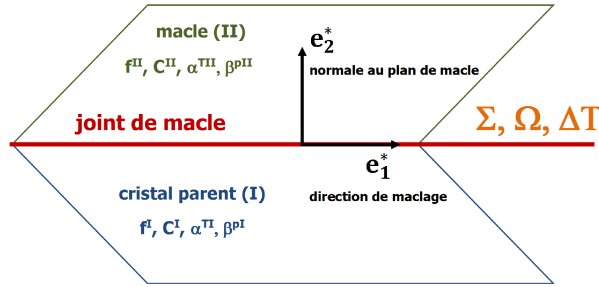 macle (II)
f^II, C^II, α^TII, β^pII
e₂*
normale au plan de macle
joint de macle
Σ, Ω, ΔT
e₁*
cristal parent (I)
direction de maclage
f^I, C^I, α^TI, β^pI